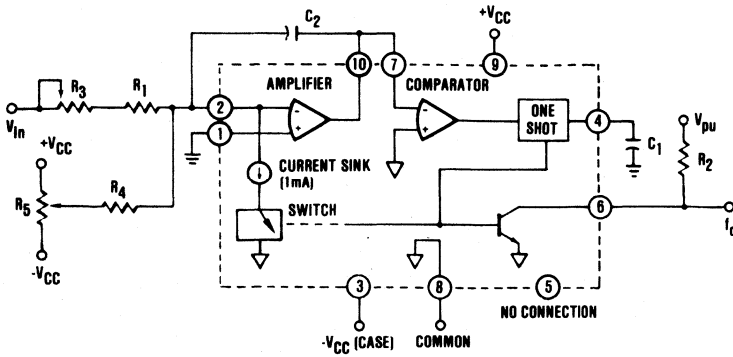 C2
+VCC
10
7
9
AMPLIFIER
COMPARATOR
R3
R1
2
1
-
+
-
+
ONE
SHOT
4
Vpu
Vin
+VCC
C1
R2
CURRENT SINK
(1mA)
R4
R5
SWITCH
6
fo
-VCC
3
8
5
NO CONNECTION
-VCC (CASE)
COMMON